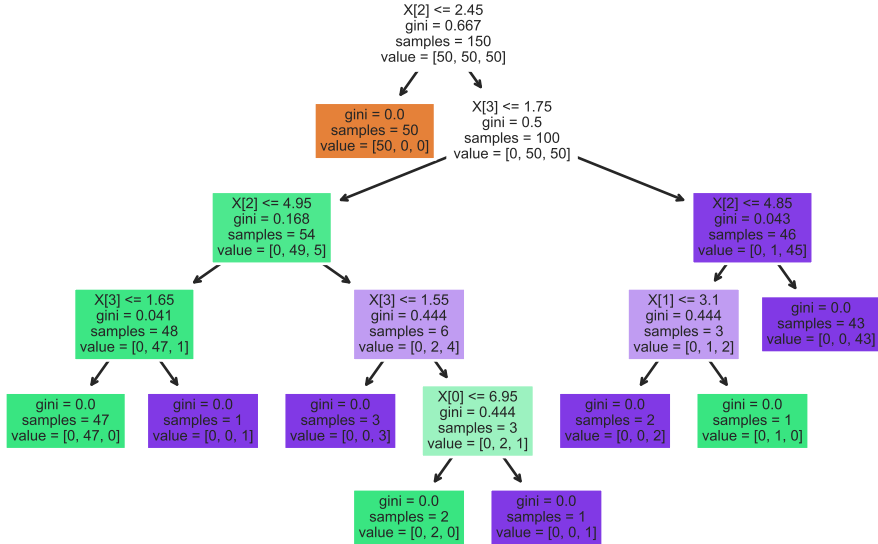 X[2] <= 2.45
gini = 0.667
samples = 150
value = [50, 50, 50]
gini = 0.0
samples = 50
value = [50, 0, 0]
X[3] <= 1.75
gini = 0.5
samples = 100
value = [0, 50, 50]
X[2] <= 4.95
gini = 0.168
samples = 54
value = [0, 49, 5]
X[2] <= 4.85
gini = 0.043
samples = 46
value = [0, 1, 45]
X[3] <= 1.65
gini = 0.041
samples = 48
value = [0, 47, 1]
X[3] <= 1.55
gini = 0.444
samples = 6
value = [0, 2, 4]
X[1] <= 3.1
gini = 0.444
samples = 3
value = [0, 1, 2]
gini = 0.0
samples = 43
value = [0, 0, 43]
gini = 0.0
samples = 47
value = [0, 47, 0]
gini = 0.0
samples = 1
value = [0, 0, 1]
gini = 0.0
samples = 3
value = [0, 0, 3]
X[0] <= 6.95
gini = 0.444
samples = 3
value = [0, 2, 1]
gini = 0.0
samples = 2
value = [0, 0, 2]
gini = 0.0
samples = 1
value = [0, 1, 0]
gini = 0.0
samples = 2
value = [0, 2, 0]
gini = 0.0
samples = 1
value = [0, 0, 1]